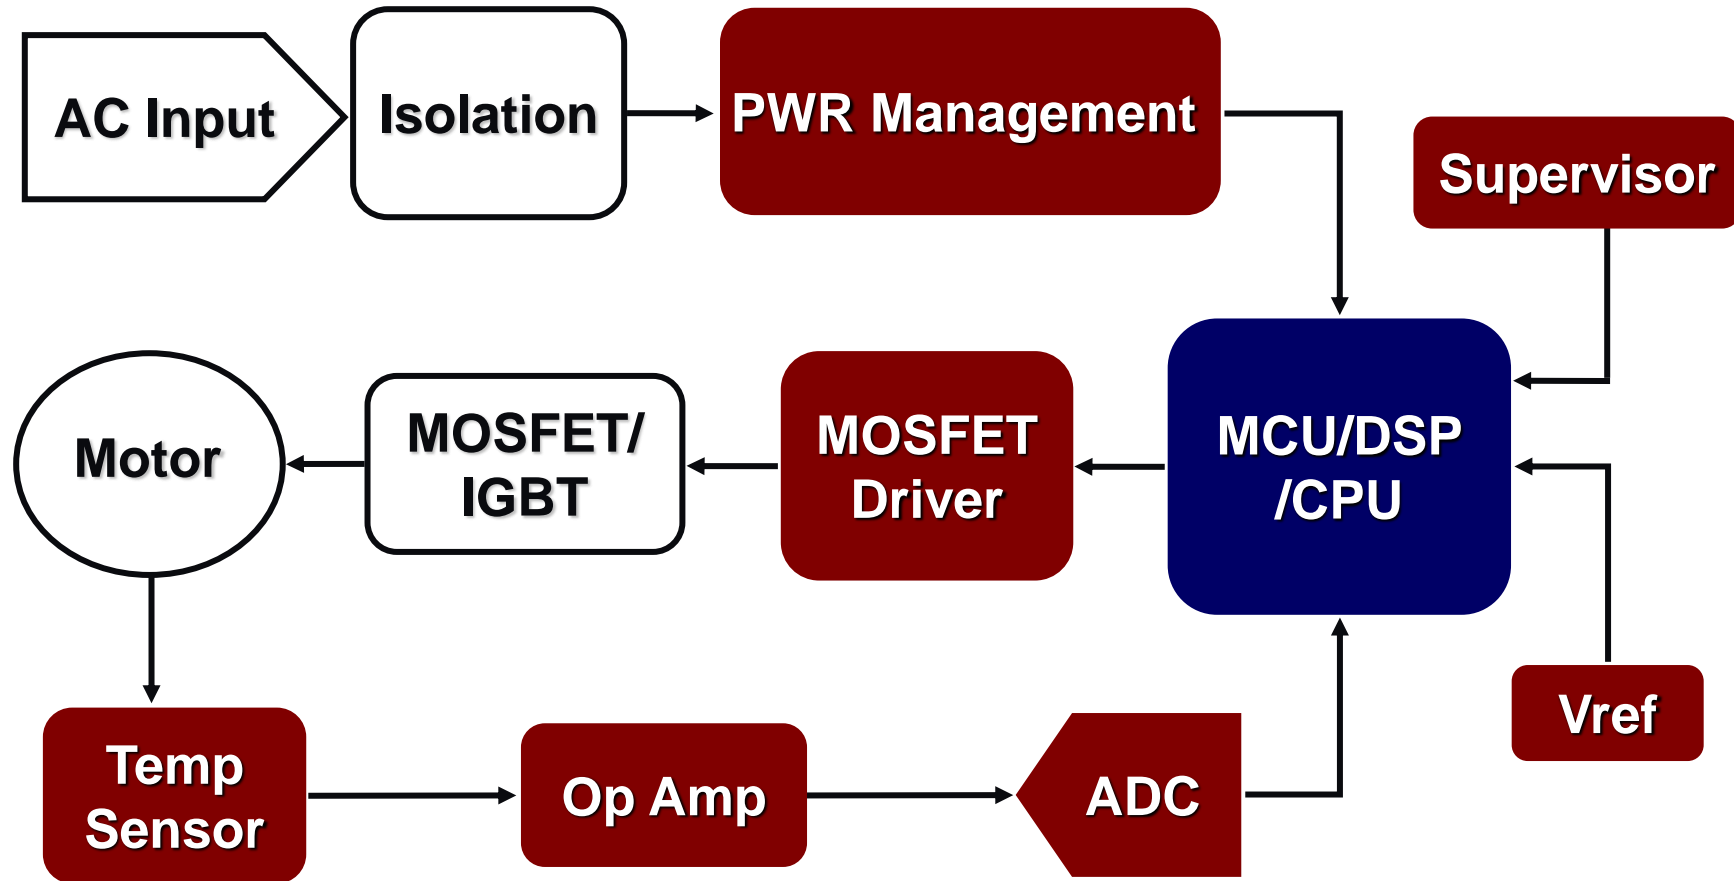 AC Input
Isolation
PWR Management
Supervisor
Motor
MOSFET/
IGBT
MOSFET
Driver
MCU/DSP
/CPU
Vref
Temp
Sensor
Op Amp
ADC